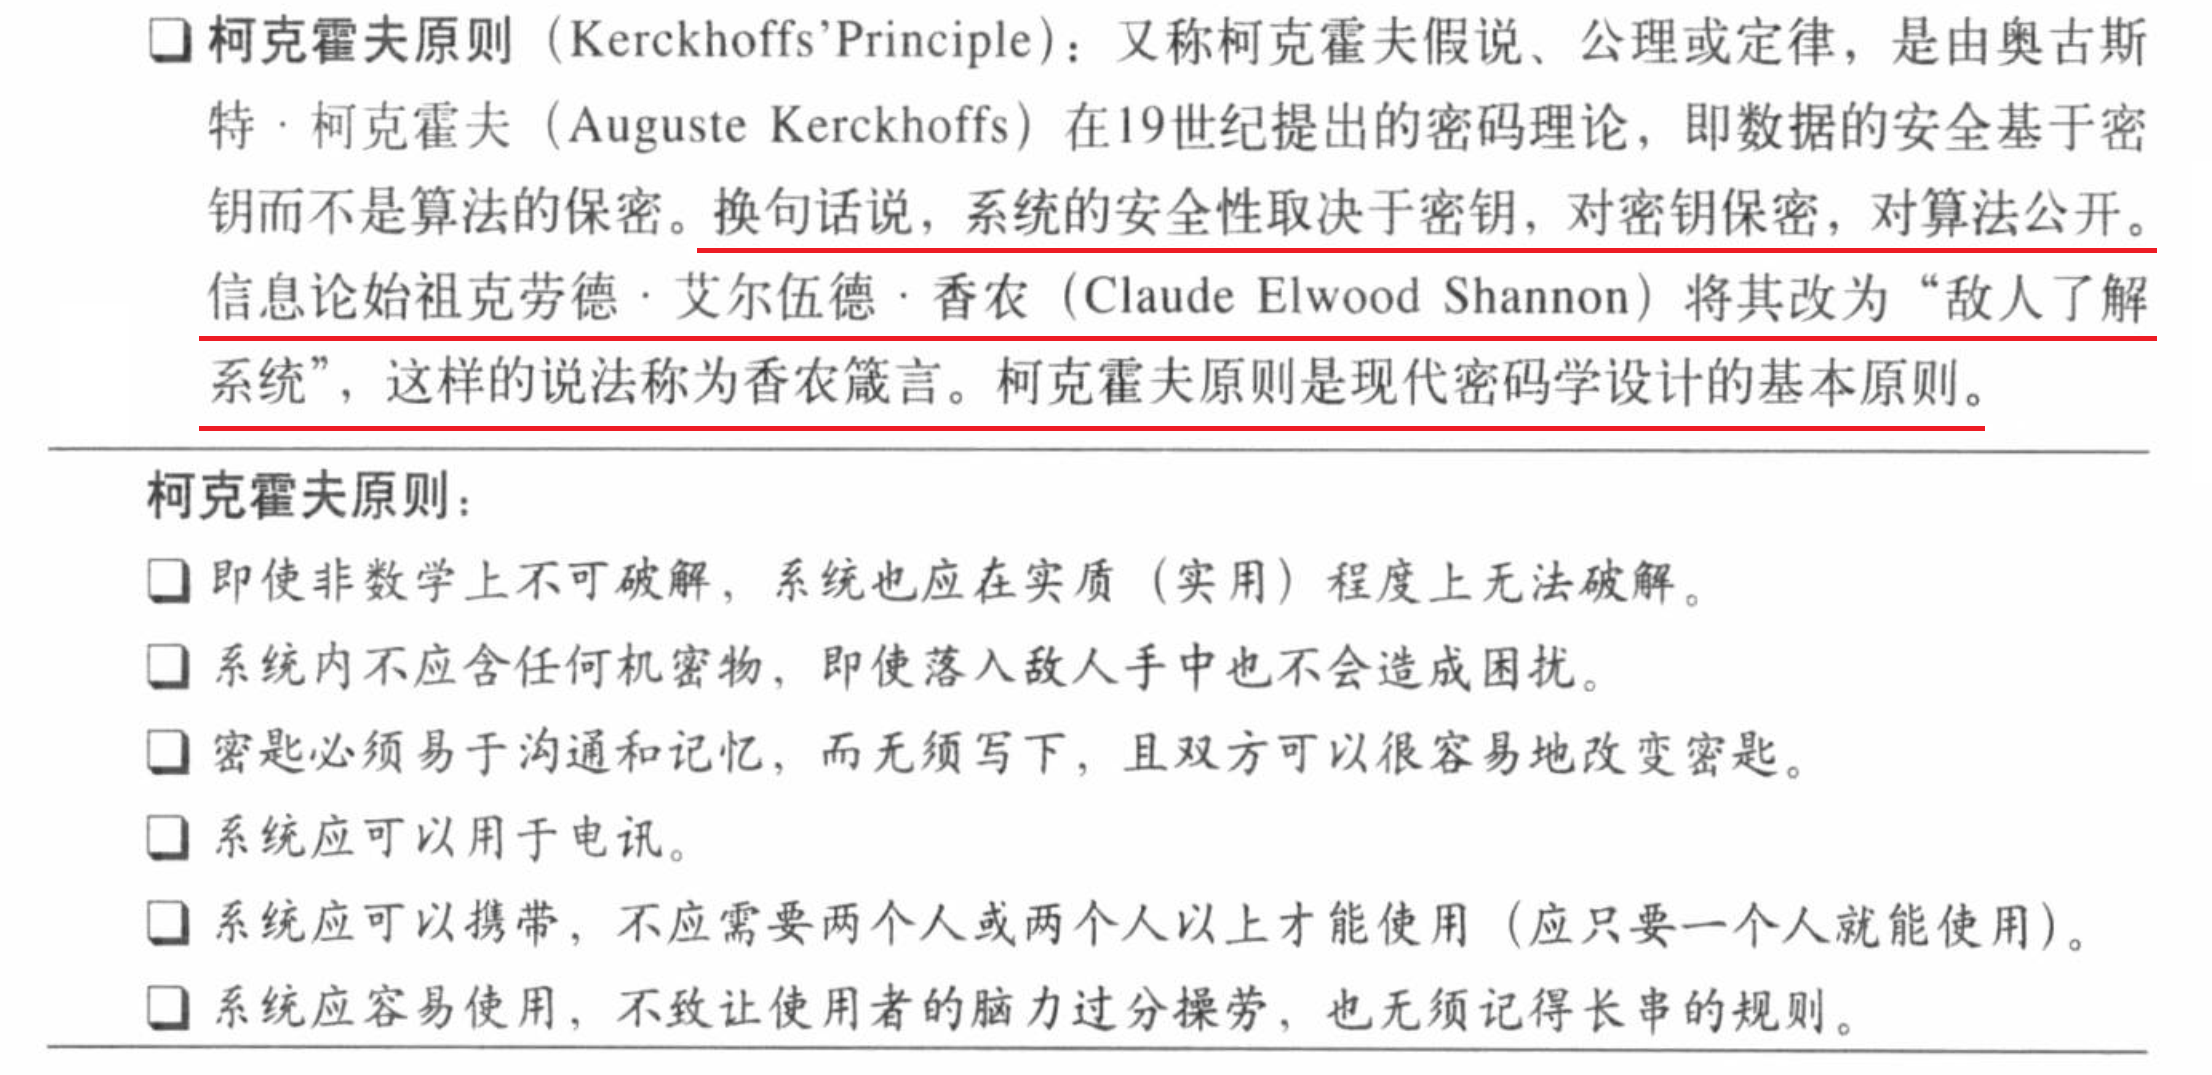 ❑ 柯克霍夫原则（Kerckhoffs’Principle）：又称柯克霍夫假说、公理或定律，是由奥古斯
特·柯克霍夫（Auguste Kerckhoffs）在19世纪提出的密码理论，即数据的安全基于密
钥而不是算法的保密。换句话说，系统的安全性取决于密钥，对密钥保密，对算法公开。
信息论始祖克劳德·艾尔伍德·香农（Claude Elwood Shannon）将其改为“敌人了解
系统”，这样的说法称为香农箴言。柯克霍夫原则是现代密码学设计的基本原则。
柯克霍夫原则：
❑ 即使非数学上不可破解，系统也应在实质（实用）程度上无法破解。
❑ 系统内不应含任何机密物，即使落入敌人手中也不会造成困扰。
❑ 密匙必须易于沟通和记忆，而无须写下，且双方可以很容易地改变密匙。
❑ 系统应可以用于电讯。
❑ 系统应可以携带，不应需要两个人或两个人以上才能使用（应只要一个人就能使用）。
❑ 系统应容易使用，不致让使用者的脑力过分操劳，也无须记得长串的规则。